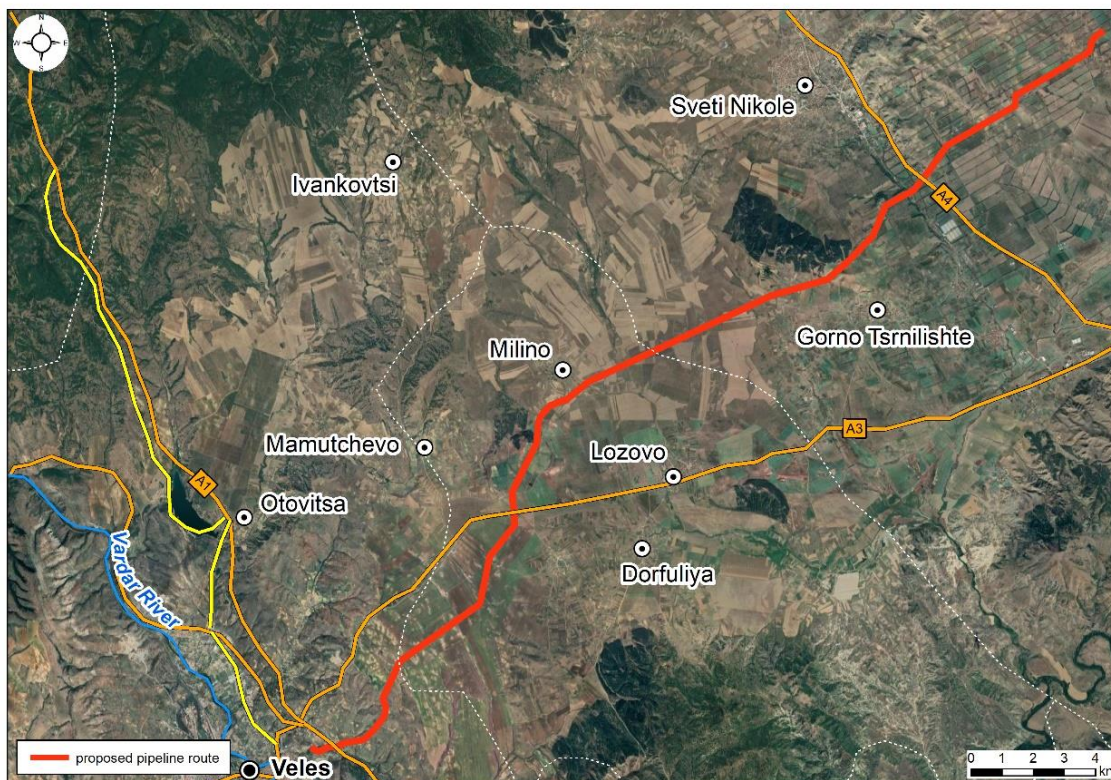 N
W E
S
Sveti Nikole
Ivankovtsi
A4
Gorno Tsrnilishte
Milino
A3
Mamutchevo
Lozovo
A1
Otovitsa
Dorfuliya
Vardar River
proposed pipeline route
Veles
0 1 2 3 4
km